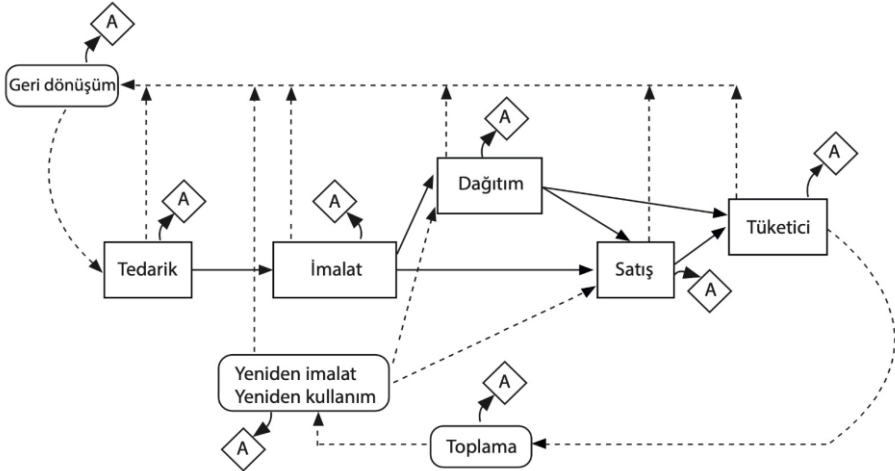 A
Geri dönüşüm
A
Dağıtım
A
Tüketici
A
A
Tedarik
İmalat
Satış
A
Yeniden imalat
Yeniden kullanım
A
A
Toplama